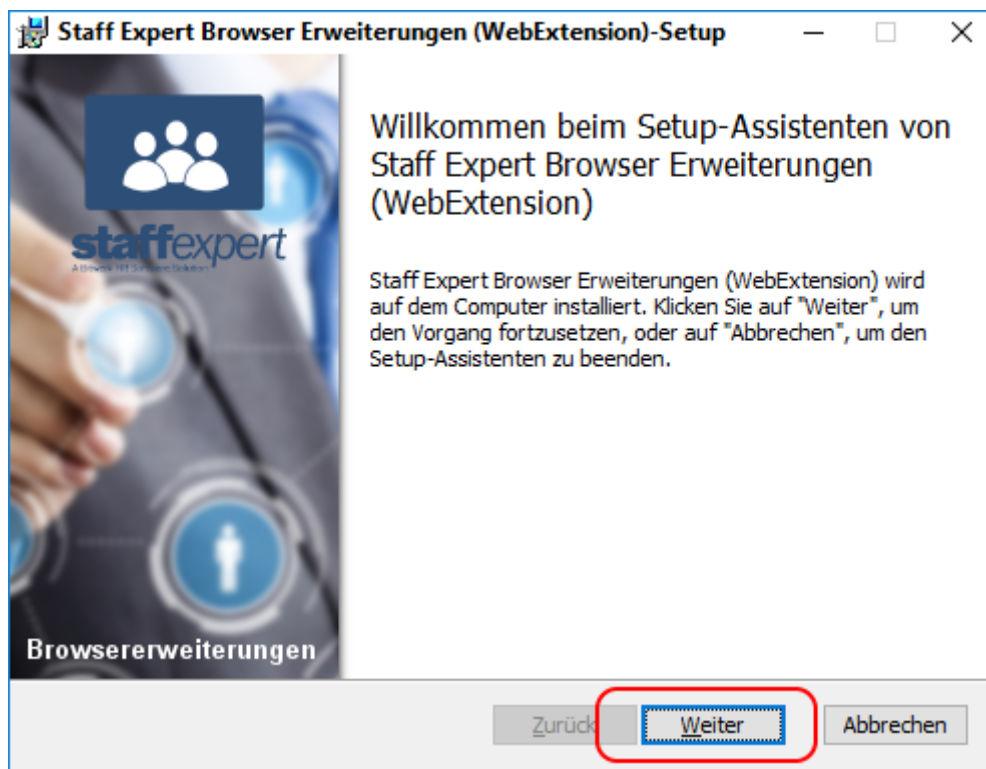 Staff Expert Browser Erweiterungen (WebExtension)-Setup
staffexpert
Willkommen beim Setup-Assistenten von
Staff Expert Browser Erweiterungen
(WebExtension)
Staff Expert Browser Erweiterungen (WebExtension) wird
auf dem Computer installiert. Klicken Sie auf "Weiter", um
den Vorgang fortzusetzen, oder auf "Abbrechen", um den
Setup-Assistenten zu beenden.
Browsererweiterungen
Zurück
Weiter
Abbrechen